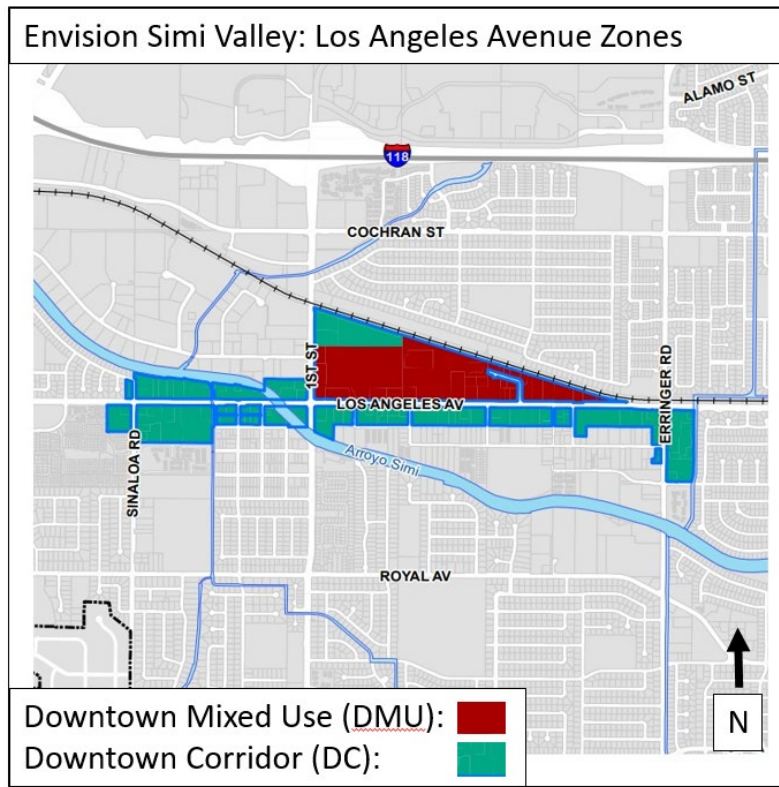 Envision Simi Valley: Los Angeles Avenue Zones
ALAMO ST
118
COCHRAN ST
1ST ST
LOS ANGELES AV
ERRINGER RD
SINALOA RD
Arroyo Simi
ROYAL AV
N
Downtown Mixed Use (DMU):
Downtown Corridor (DC):